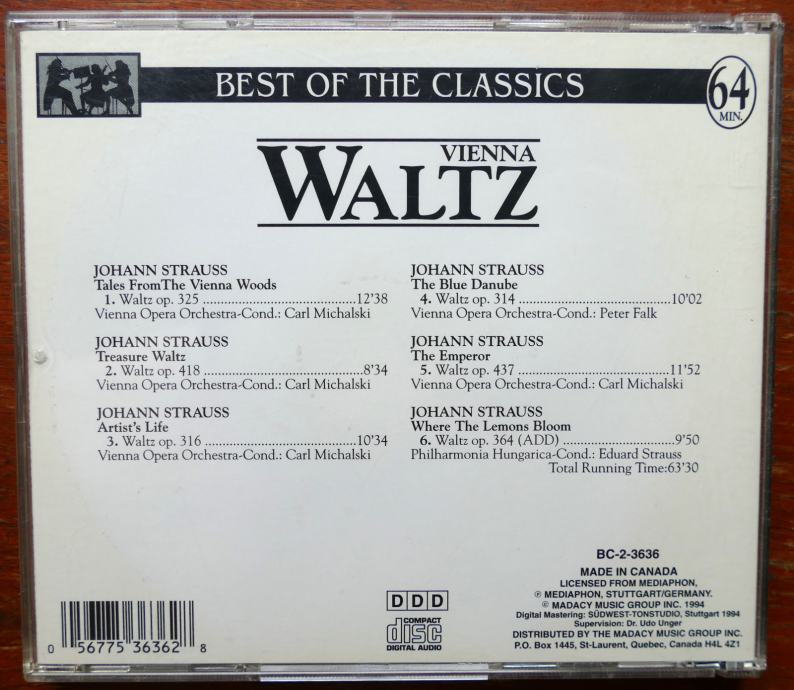 BEST OF THE CLASSICS
64
MIN.
VIENNA
WALTZ
JOHANN STRAUSS
Tales FromThe Vienna Woods
1. Waltz op. 325 ........................................12'38
Vienna Opera Orchestra-Cond.: Carl Michalski
JOHANN STRAUSS
Treasure Waltz
2. Waltz op. 418 ........................................8'34
Vienna Opera Orchestra-Cond.: Carl Michalski
JOHANN STRAUSS
Artist's Life
3. Waltz op. 316 ........................................10'34
Vienna Opera Orchestra-Cond.: Carl Michalski
JOHANN STRAUSS
The Blue Danube
4. Waltz op. 314 ........................................10'02
Vienna Opera Orchestra-Cond.: Peter Falk
JOHANN STRAUSS
The Emperor
5. Waltz op. 437 ........................................11'52
Vienna Opera Orchestra-Cond.: Carl Michalski
JOHANN STRAUSS
Where The Lemons Bloom
6. Waltz op. 364 (ADD) .............................9'50
Philharmonia Hungarica-Cond.: Eduard Strauss
Total Running Time:63'30
BC-2-3636
MADE IN CANADA
LICENSED FROM MEDIAPHON,
℗ MEDIAPHON, STUTTGART/GERMANY.
© MADACY MUSIC GROUP INC. 1994
Digital Mastering: SÜDWEST-TONSTUDIO, Stuttgart 1994
Supervision: Dr. Udo Unger
DISTRIBUTED BY THE MADACY MUSIC GROUP INC.
P.O. Box 1445, St-Laurent, Quebec, Canada H4L 4Z1
DDD
COMPACT
disc
DIGITAL AUDIO
0 56775 36362 8